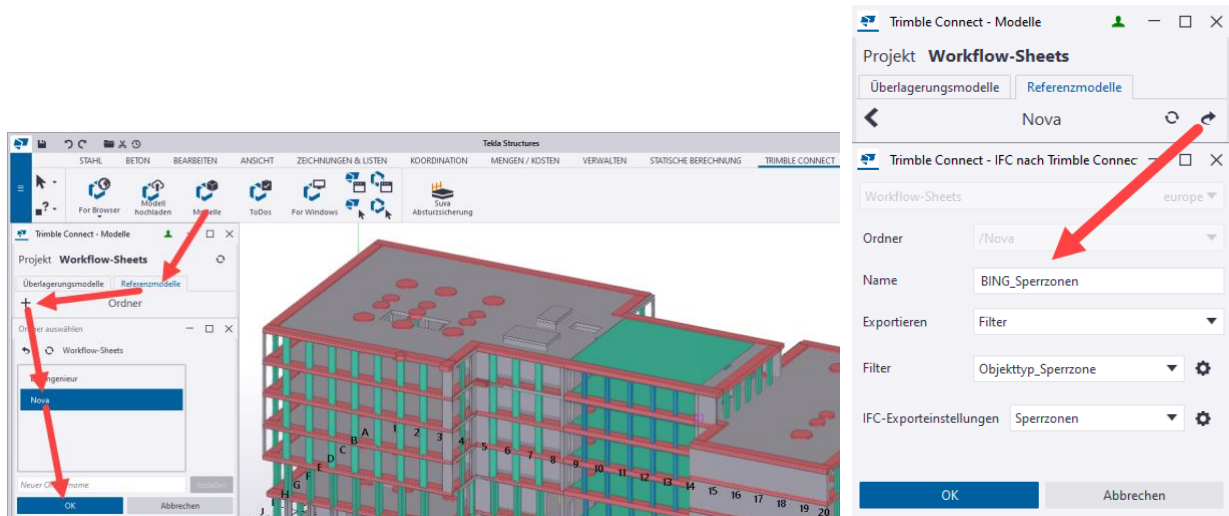 Tekla Structures
STAHL BETON BEARBEITEN ANSICHT ZEICHNUNGEN & LISTEN KOORDINATION MENGEN / KOSTEN VERWALTEN STATISCHE BERECHNUNG TRIMBLE CONNECT
For Browser
Modell
hochladen
ToDos
For Windows
Suva
Absturzsicherung
Trimble Connect - Modelle
Projekt Workflow-Sheets
Überlagerungsmodelle Referenzmodelle
Ordner
auswählen
Workflow-Sheets
Nova
Neuer
OK Abbrechen
A 1 2 3 4 5 6 7 8 9 10 11 12 13 14 15 16 17 18 19 20
B
C
D
E
F
G
H
I
J
Trimble Connect - Modelle
Projekt Workflow-Sheets
Überlagerungsmodelle Referenzmodelle
Nova
Trimble Connect - IFC nach Trimble Connec
Workflow-Sheets europe
Ordner /Nova
Name BING_Sperrzonen
Exportieren Filter
Filter Objekttyp_Sperrzone
IFC-Exporteinstellungen Sperrzonen
OK Abbrechen